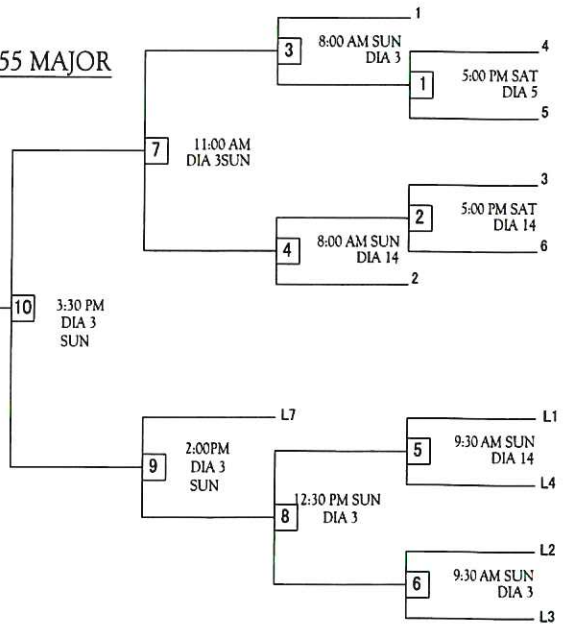 55 MAJOR
1
3
8:00 AM SUN
DIA 3
4
1
5:00 PM SAT
DIA 5
5
7
11:00 AM
DIA 3SUN
3
2
5:00 PM SAT
DIA 14
6
4
8:00 AM SUN
DIA 14
2
10
3:30 PM
DIA 3
SUN
L7
9
2:00PM
DIA 3
SUN
L1
5
9:30 AM SUN
DIA 14
L4
8
12:30 PM SUN
DIA 3
L2
6
9:30 AM SUN
DIA 3
L3